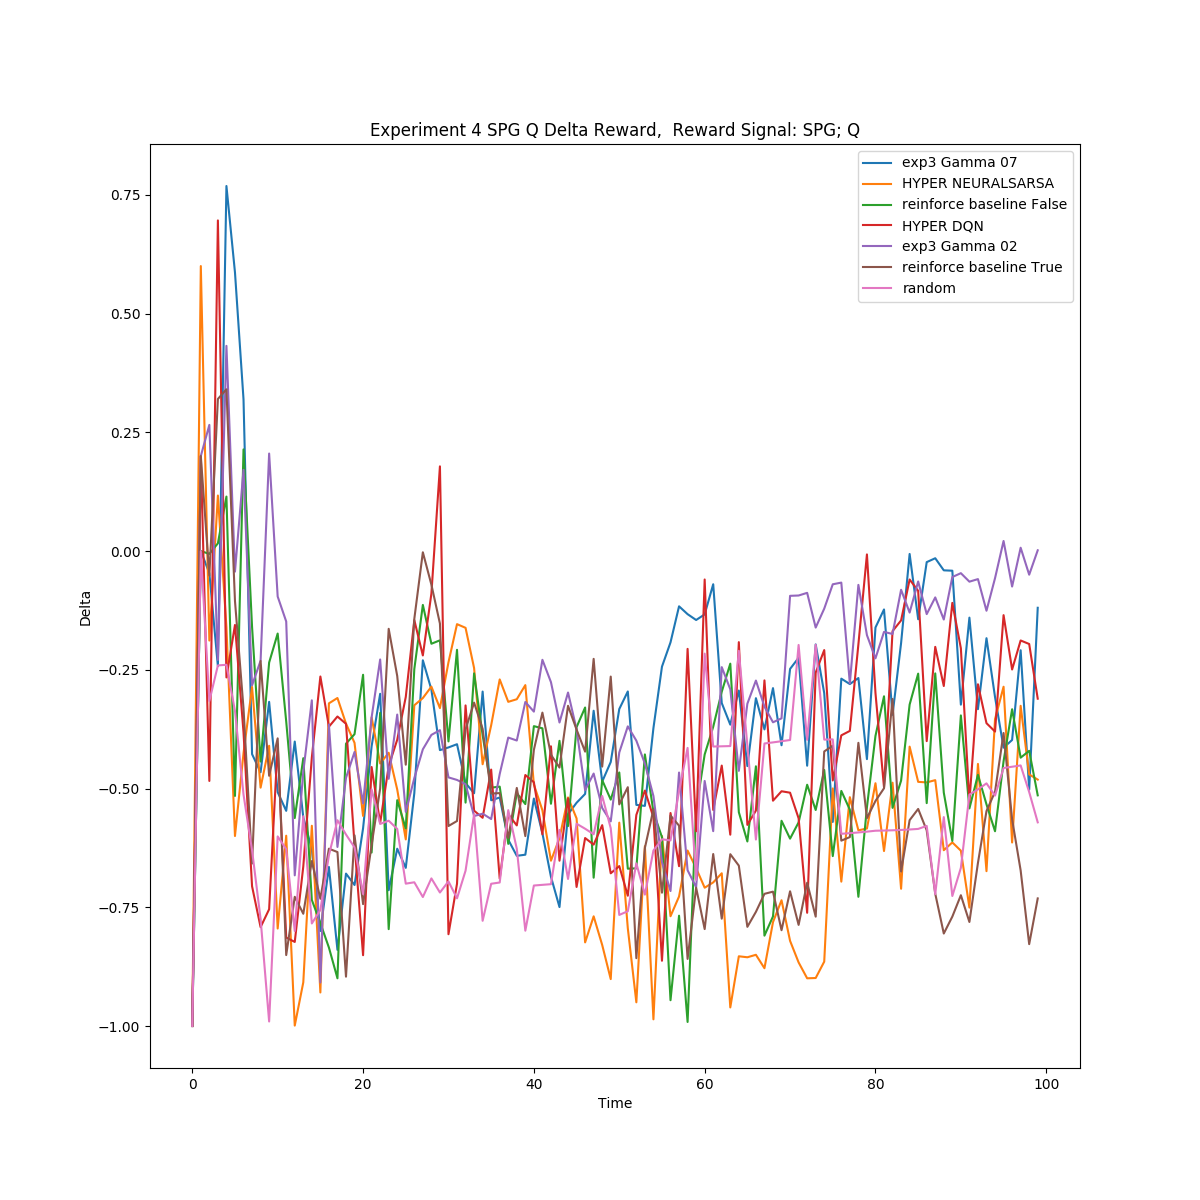 Experiment 4 SPG Q Delta Reward,  Reward Signal: SPG; Q
exp3 Gamma 07
HYPER NEURALSARSA
reinforce baseline False
HYPER DQN
exp3 Gamma 02
reinforce baseline True
random
Delta
0.75
0.50
0.25
0.00
−0.25
−0.50
−0.75
−1.00
0 20 40 60 80 100
Time